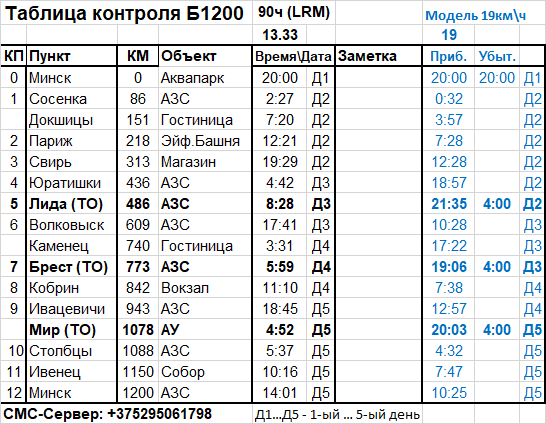 Таблица контроля Б1200 90ч (LRM) Модель 19км\ч
13.33 19
КП Пункт КМ Объект Время\Дата Заметка Приб. Убыт.
0 Минск 0 Аквапарк 20:00 Д1 20:00 20:00 Д1
1 Сосенка 86 АЗС 2:27 Д2 0:32 Д2
Докшицы 151 Гостиница 7:20 Д2 3:57 Д2
2 Париж 218 Эйф.Башня 12:21 Д2 7:28 Д2
3 Свирь 313 Магазин 19:29 Д2 12:28 Д2
4 Юратишки 436 АЗС 4:42 Д3 18:57 Д2
5 Лида (ТО) 486 АЗС 8:28 Д3 21:35 4:00 Д2
6 Волковыск 609 АЗС 17:41 Д3 10:28 Д3
Каменец 740 Гостиница 3:31 Д4 17:22 Д3
7 Брест (ТО) 773 АЗС 5:59 Д4 19:06 4:00 Д3
8 Кобрин 842 Вокзал 11:10 Д4 7:38 Д4
9 Ивацевичи 943 АЗС 18:45 Д5 12:57 Д4
Мир (ТО) 1078 АУ 4:52 Д5 20:03 4:00 Д5
10 Столбцы 1088 АЗС 5:37 Д5 4:32 Д5
11 Ивенец 1150 Собор 10:16 Д5 7:47 Д5
12 Минск 1200 АЗС 14:01 Д5 10:25 Д5
СМС-Сервер: +375295061798 Д1...Д5 - 1-ый ... 5-ый день